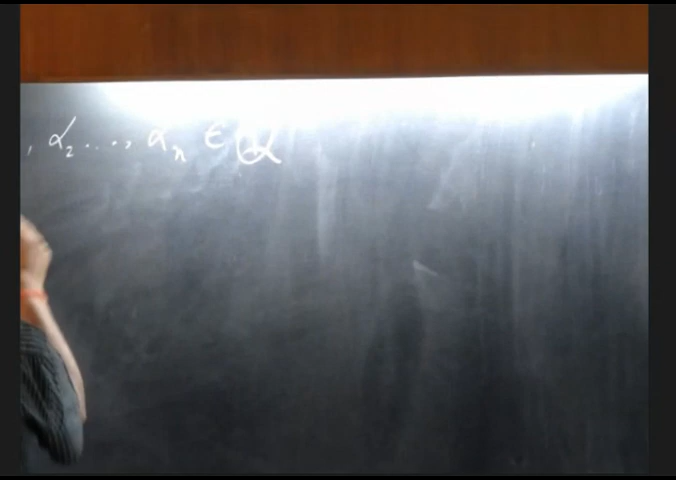 , α₂ ..., αₙ ∈